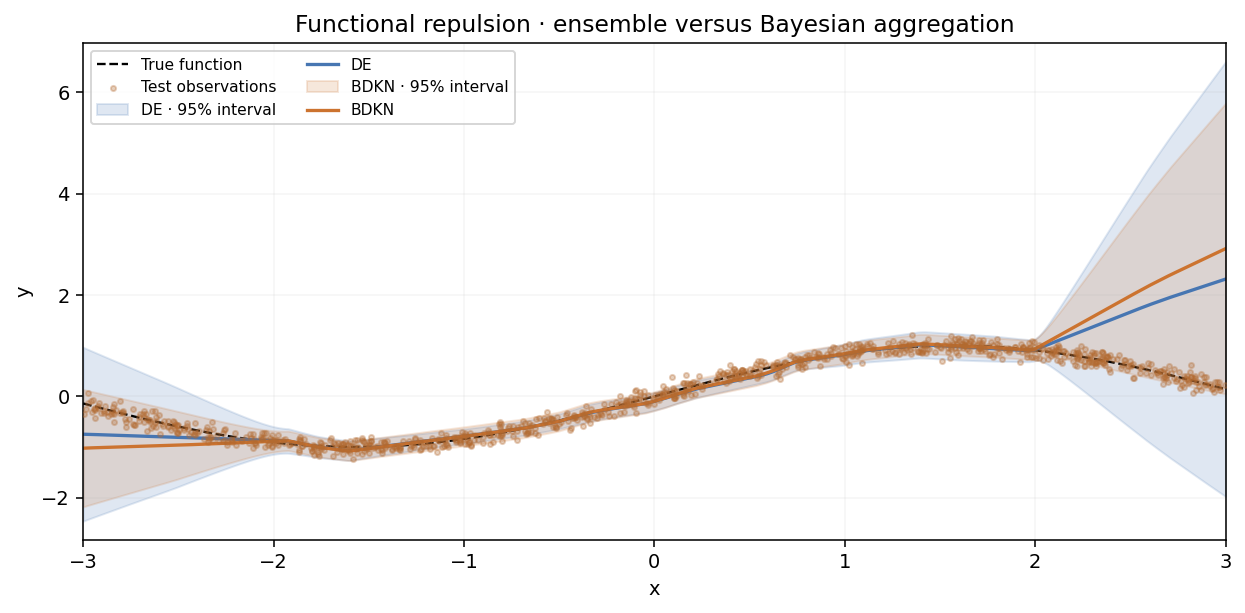 Functional repulsion · ensemble versus Bayesian aggregation
True function
Test observations
DE · 95% interval
DE
BDKN · 95% interval
BDKN
y
6
4
2
0
−2
−3
−2
−1
0
1
2
3
x